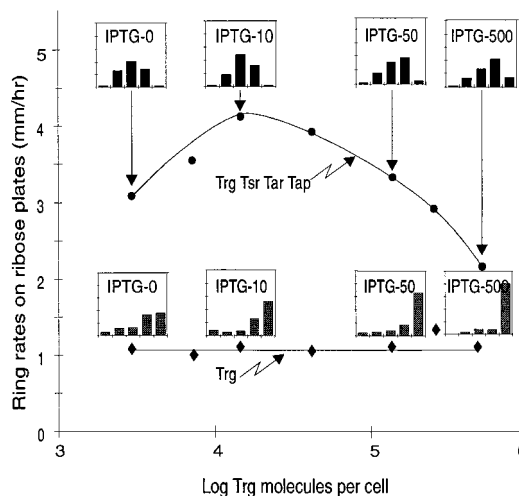 5
4
3
2
1
0
Ring rates on ribose plates (mm/hr)
IPTG-0
IPTG-10
IPTG-50
IPTG-500
Trg Tsr Tar Tap
IPTG-0
IPTG-10
IPTG-50
IPTG-500
Trg
3
4
5
6
Log Trg molecules per cell